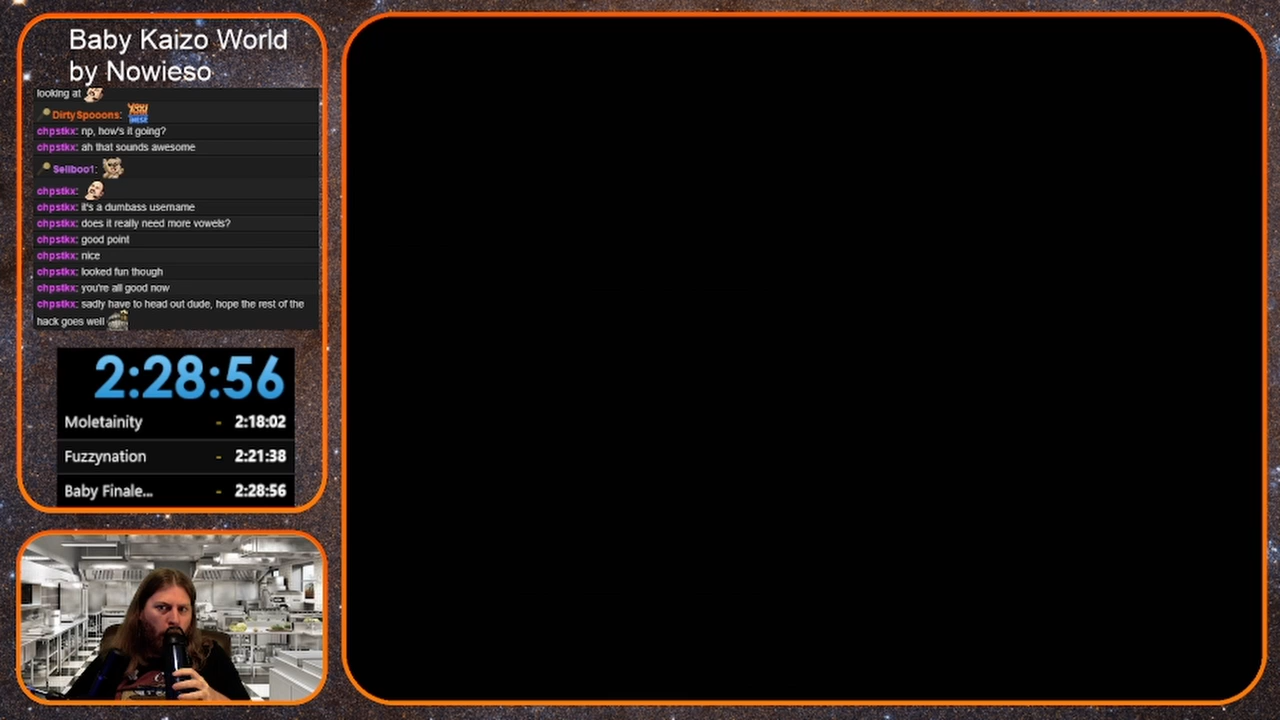 Baby Kaizo World
by Nowieso
looking at
DirtySpooons:
chpstkx: np, how's it going?
chpstkx: ah that sounds awesome
Sellboo1:
chpstkx:
chpstkx: it's a dumbass username
chpstkx: does it really need more vowels?
chpstkx: good point
chpstkx: nice
chpstkx: looked fun though
chpstkx: you're all good now
chpstkx: sadly have to head out dude, hope the rest of the
hack goes well
2:28:56
Moletainity - 2:18:02
Fuzzynation - 2:21:38
Baby Finale... - 2:28:56